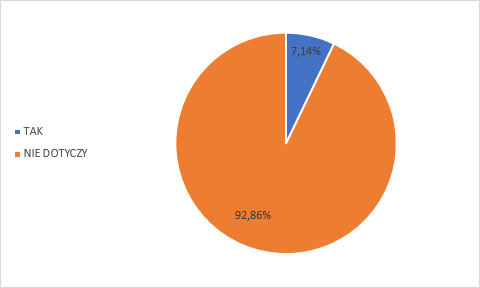 7,14%
TAK
NIE DOTYCZY
92,86%